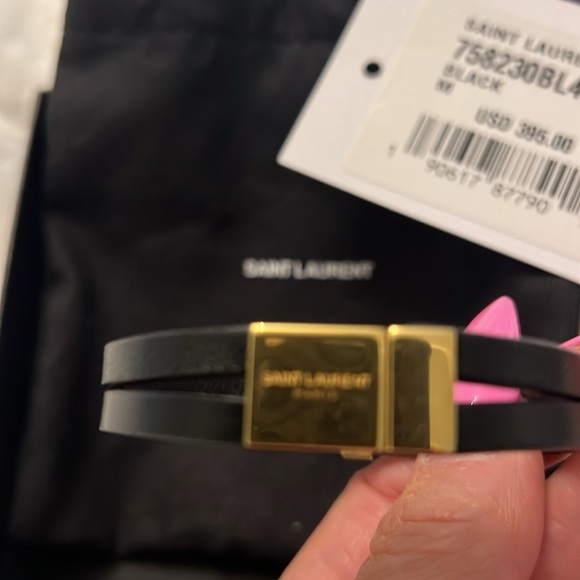 SAINT LAURE
758230BL4
BLACK
USD 395.00
1 90617 87790
SAINT LAURENT
SAINT LAURENT